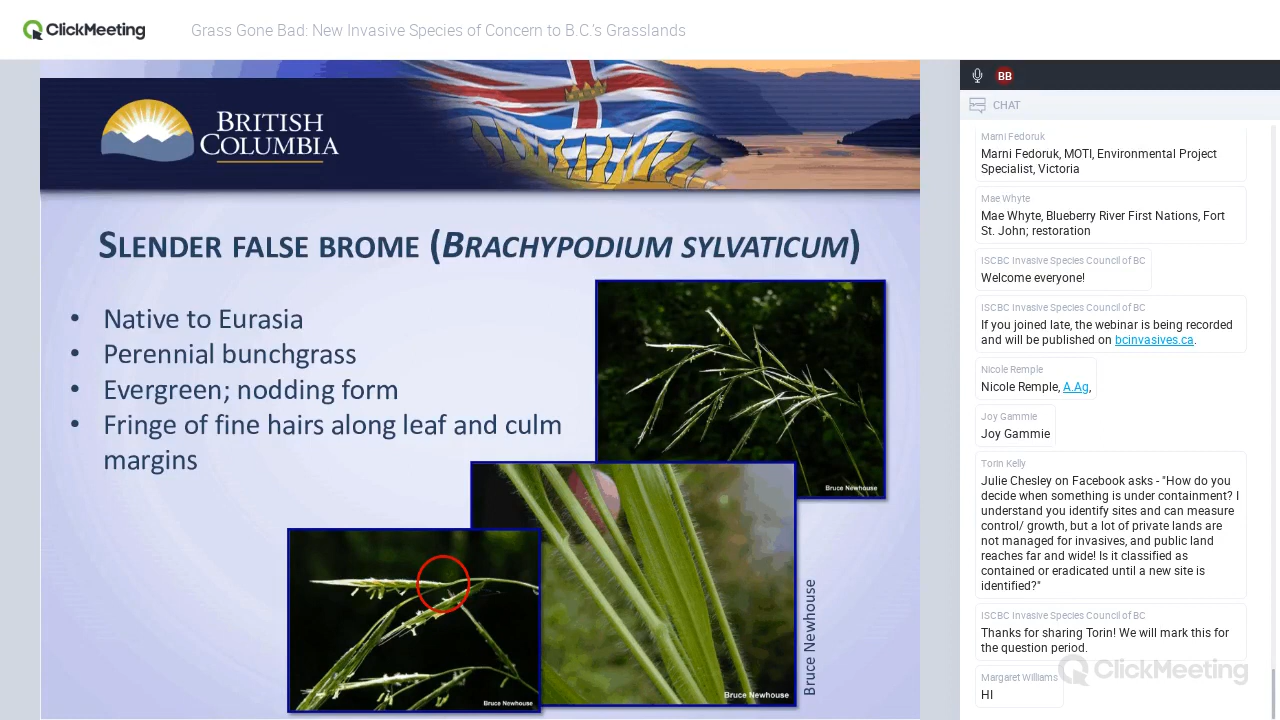 ClickMeeting
Grass Gone Bad: New Invasive Species of Concern to B.C.'s Grasslands
BRITISH
COLUMBIA
SLENDER FALSE BROME (BRACHYPODIUM SYLVATICUM)
• Native to Eurasia
• Perennial bunchgrass
• Evergreen; nodding form
• Fringe of fine hairs along leaf and culm
margins
Bruce Newhouse
Bruce Newhouse
Bruce Newhouse
Bruce Newhouse
BB
CHAT
Marni Fedoruk
Marni Fedoruk, MOTI, Environmental Project
Specialist, Victoria
Mae Whyte
Mae Whyte, Blueberry River First Nations, Fort
St. John; restoration
ISCBC Invasive Species Council of BC
Welcome everyone!
ISCBC Invasive Species Council of BC
If you joined late, the webinar is being recorded
and will be published on bcinvasives.ca.
Nicole Remple
Nicole Remple, A.Ag,
Joy Gammie
Joy Gammie
Torin Kelly
Julie Chesley on Facebook asks - "How do you
decide when something is under containment? I
understand you identify sites and can measure
control/ growth, but a lot of private lands are
not managed for invasives, and public land
reaches far and wide! Is it classified as
contained or eradicated until a new site is
identified?"
ISCBC Invasive Species Council of BC
Thanks for sharing Torin! We will mark this for
the question period.
Margaret Williams
HI
ClickMeeting